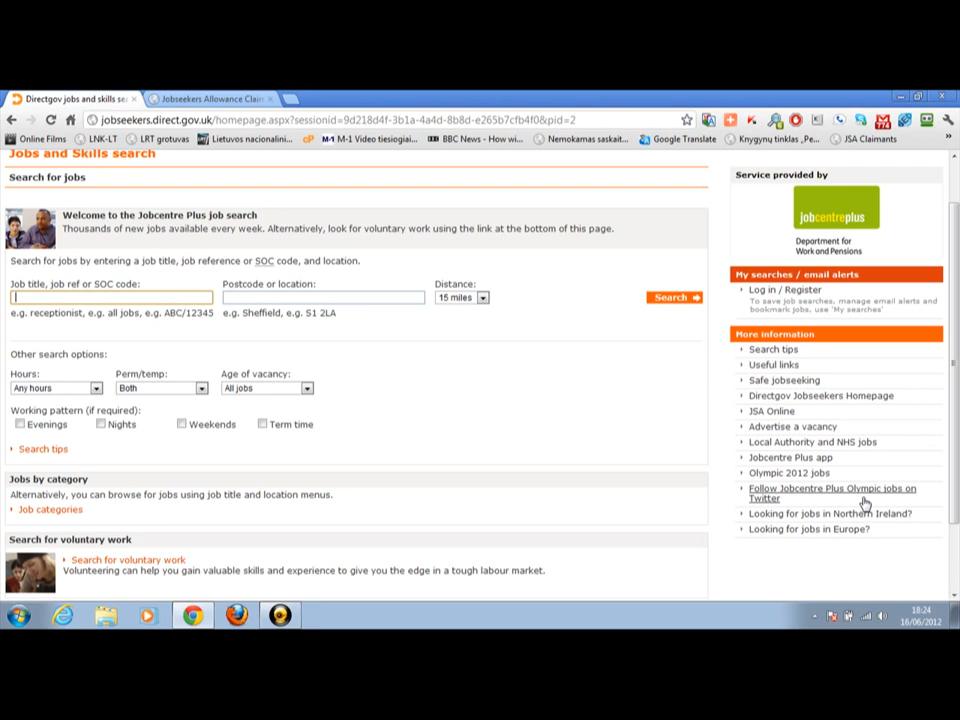 Directgov jobs and skills se
Jobseekers Allowance Clain
jobseekers.direct.gov.uk/homepage.aspx?sessionid=9d218d4f-3b1a-4a4d-8b8d-e265b7cfb4f0&pid=2
Online Films LNK-LT LRT grotuvas Lietuvos nacionalini... M-1 Video tiesiogiai... BBC News - How wi... Nemokamas saskait... Google Translate Knygynų tinklas „Pe... JSA Claimants »
Jobs and Skills search
Search for jobs
Welcome to the Jobcentre Plus job search
Thousands of new jobs available every week. Alternatively, look for voluntary work using the link at the bottom of this page.
Search for jobs by entering a job title, job reference or SOC code, and location.
Job title, job ref or SOC code: Postcode or location: Distance:
15 miles
Search
e.g. receptionist, e.g. all jobs, e.g. ABC/12345 e.g. Sheffield, e.g. S1 2LA
Other search options:
Hours: Perm/temp: Age of vacancy:
Any hours Both All jobs
Working pattern (if required):
Evenings Nights Weekends Term time
Search tips
Jobs by category
Alternatively, you can browse for jobs using job title and location menus.
Job categories
Search for voluntary work
Search for voluntary work
Volunteering can help you gain valuable skills and experience to give you the edge in a tough labour market.
Service provided by
jobcentreplus
Department for
Work and Pensions
My searches / email alerts
Log in / Register
To save job searches, manage email alerts and
bookmark jobs, use 'My searches'
More information
Search tips
Useful links
Safe jobseeking
Directgov Jobseekers Homepage
JSA Online
Advertise a vacancy
Local Authority and NHS jobs
Jobcentre Plus app
Olympic 2012 jobs
Follow Jobcentre Plus Olympic jobs on
Twitter
Looking for jobs in Northern Ireland?
Looking for jobs in Europe?
18:24
16/06/2012